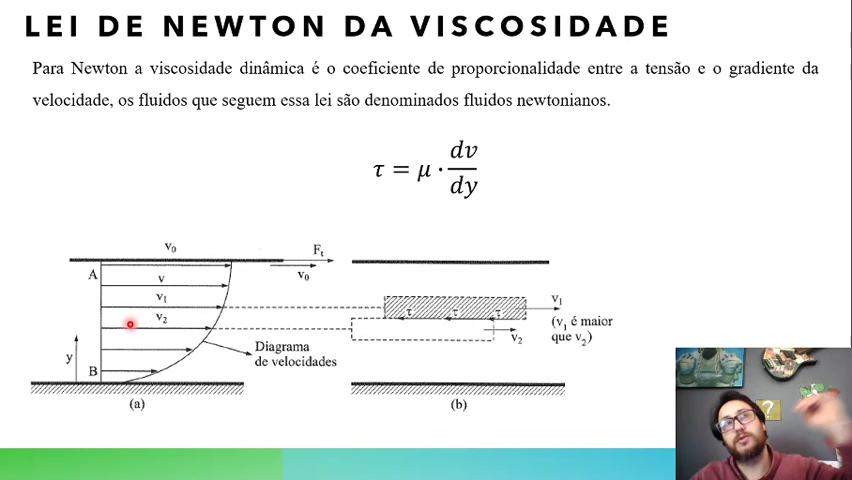 LEI DE NEWTON DA VISCOSIDADE
Para Newton a viscosidade dinâmica é o coeficiente de proporcionalidade entre a tensão e o gradiente da
velocidade, os fluidos que seguem essa lei são denominados fluidos newtonianos.
τ = μ · dv/dy
v₀
Fₜ
A
v₀
v
v₁
v₂
y
B
Diagrama
de velocidades
(a)
τ τ τ
v₁
(v₁ é maior
que v₂)
v₂
(b)
?